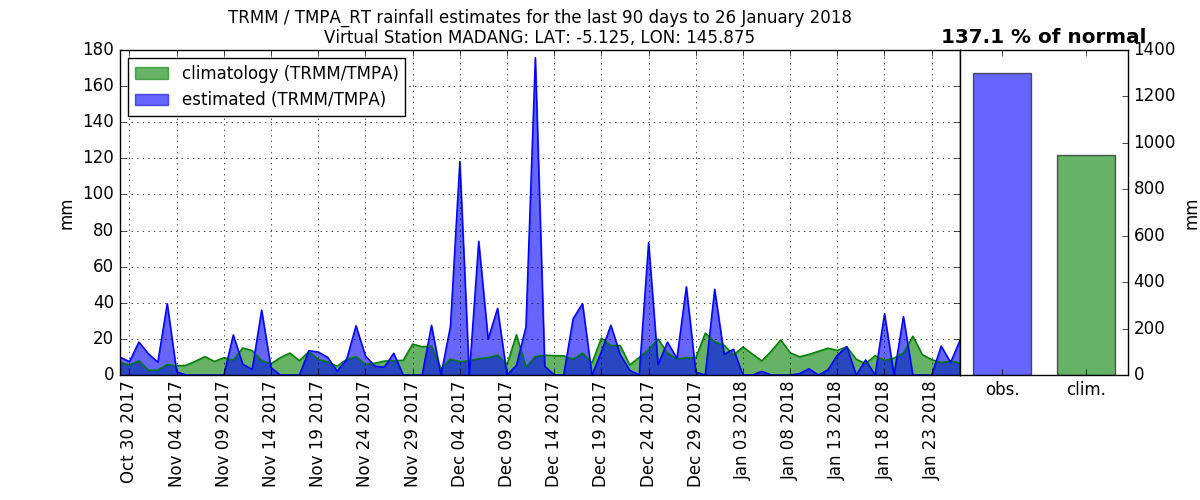 TRMM / TMPA_RT rainfall estimates for the last 90 days to 26 January 2018
Virtual Station MADANG: LAT: -5.125, LON: 145.875
137.1 % of normal
climatology (TRMM/TMPA)
estimated (TRMM/TMPA)
180
160
140
120
100
80
60
40
20
0
mm
Oct 30 2017
Nov 04 2017
Nov 09 2017
Nov 14 2017
Nov 19 2017
Nov 24 2017
Nov 29 2017
Dec 04 2017
Dec 09 2017
Dec 14 2017
Dec 19 2017
Dec 24 2017
Dec 29 2017
Jan 03 2018
Jan 08 2018
Jan 13 2018
Jan 18 2018
Jan 23 2018
obs.
clim.
1400
1200
1000
800
600
400
200
0
mm